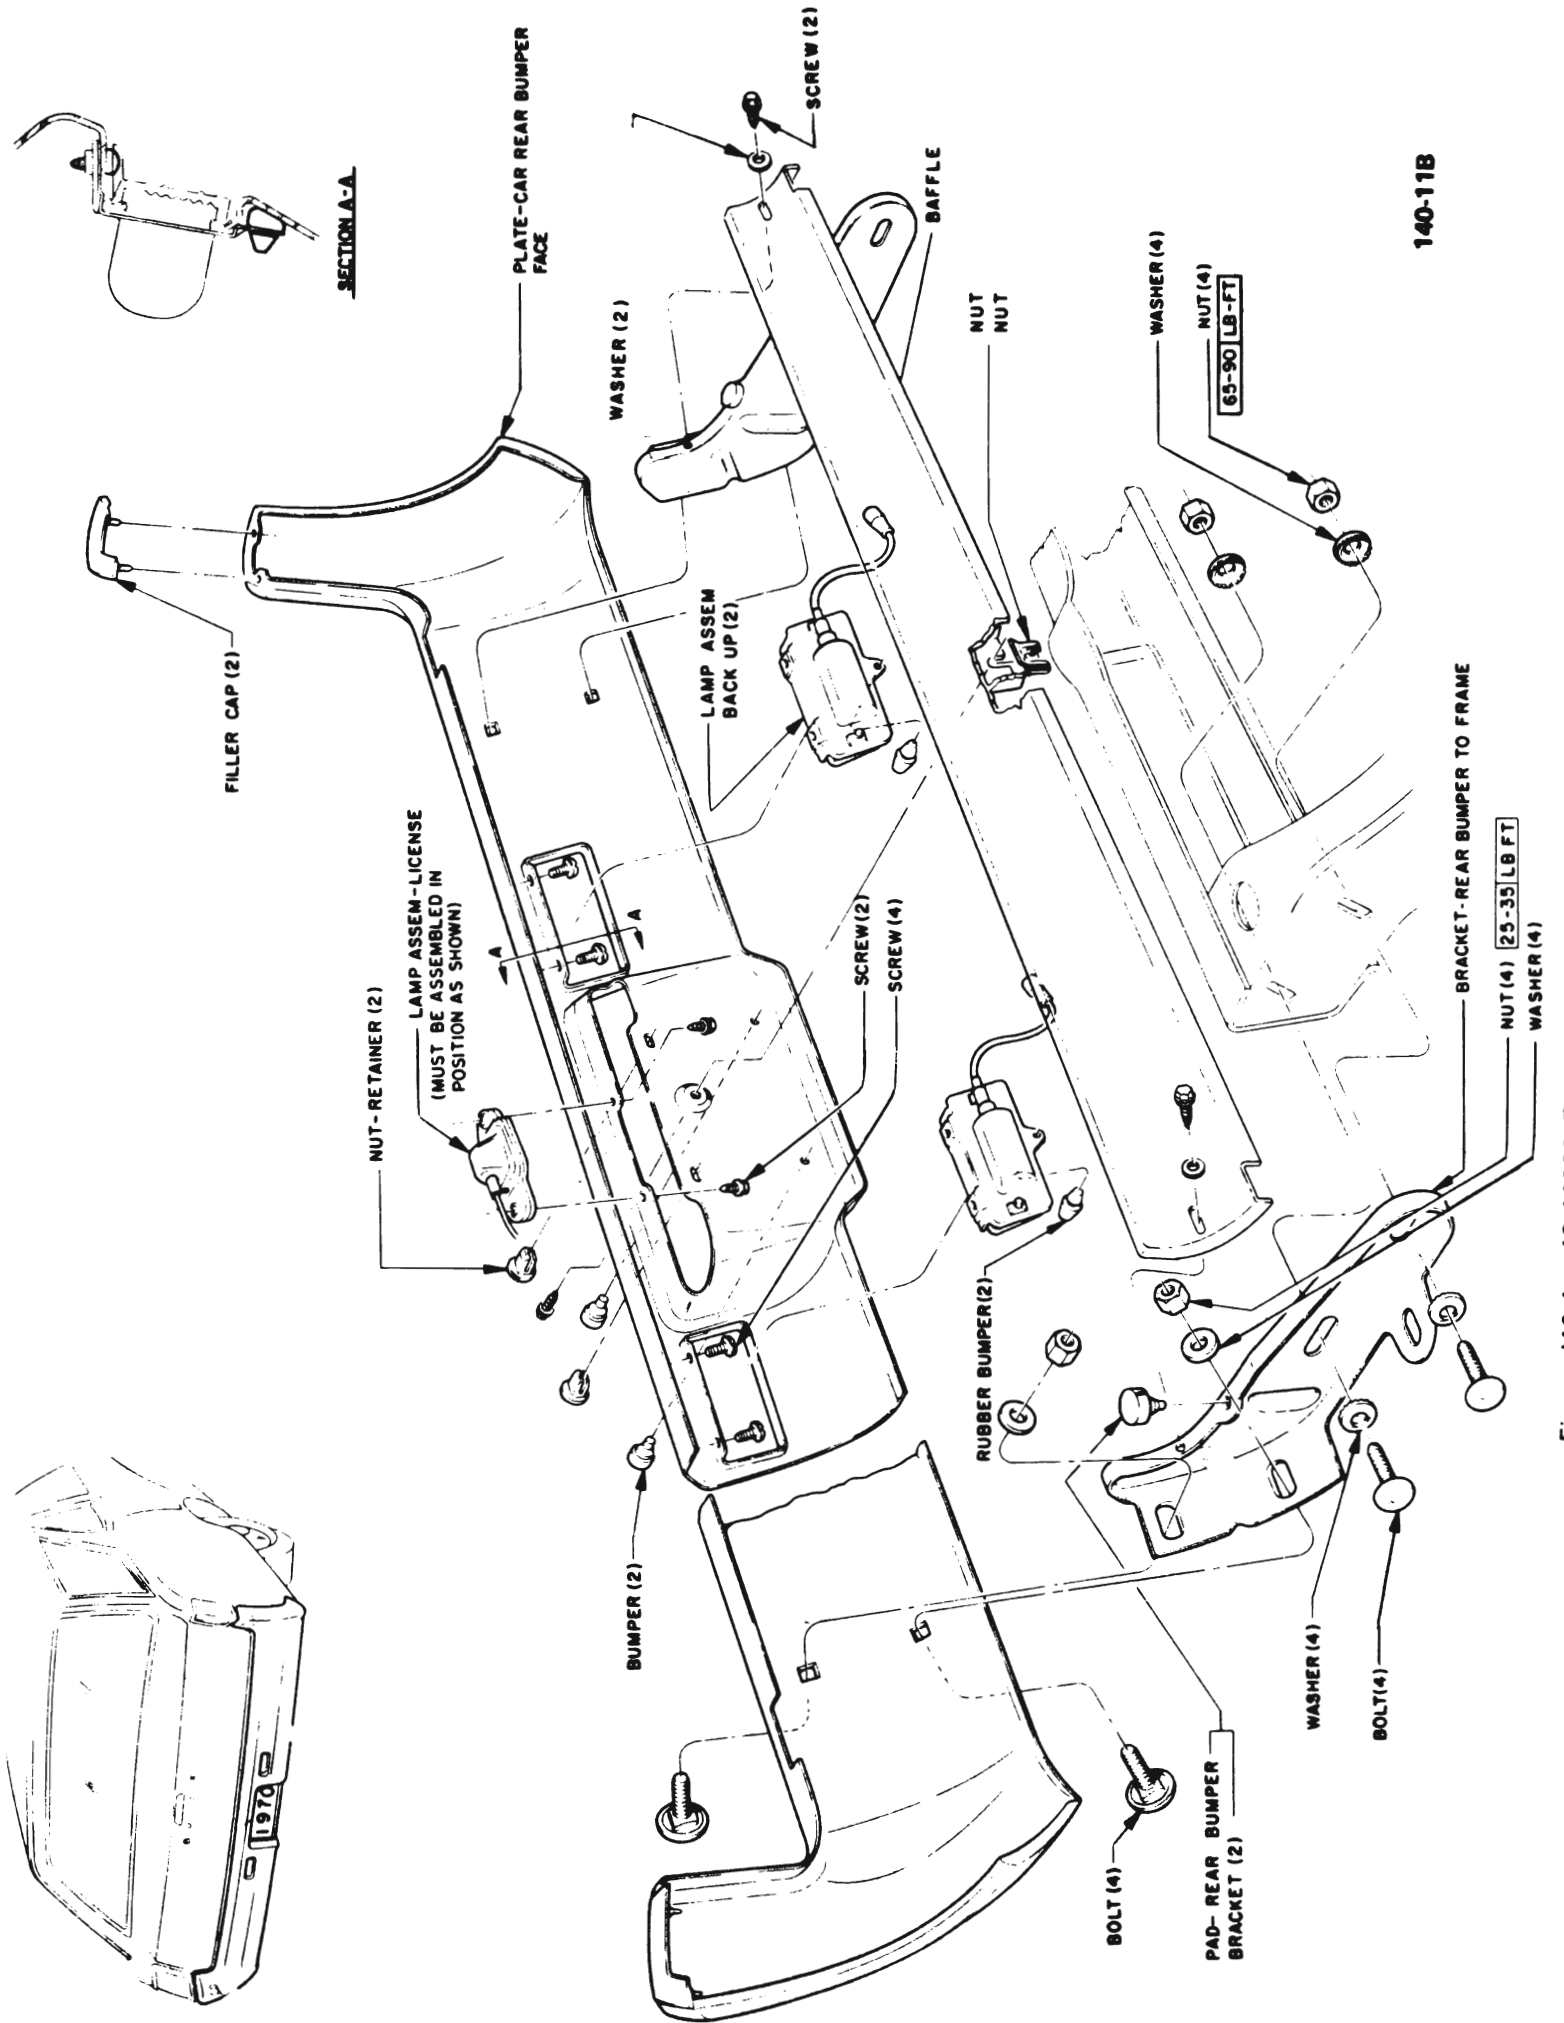 SECTION A-A
FILLER CAP (2)
PLATE-CAR REAR BUMPER
FACE
SCREW (2)
WASHER (2)
BAFFLE
NUT
NUT
WASHER (4)
NUT (4)
65-90 LB-FT
140-11B
LAMP ASSEM
BACK UP (2)
LAMP ASSEM-LICENSE
(MUST BE ASSEMBLED IN
POSITION AS SHOWN)
NUT-RETAINER (2)
A
A
SCREW (2)
SCREW (4)
BRACKET-REAR BUMPER TO FRAME
NUT (4) 25-35 LB FT
WASHER (4)
RUBBER BUMPER (2)
BUMPER (2)
1970
BOLT (4)
PAD- REAR BUMPER
BRACKET (2)
WASHER (4)
BOLT (4)